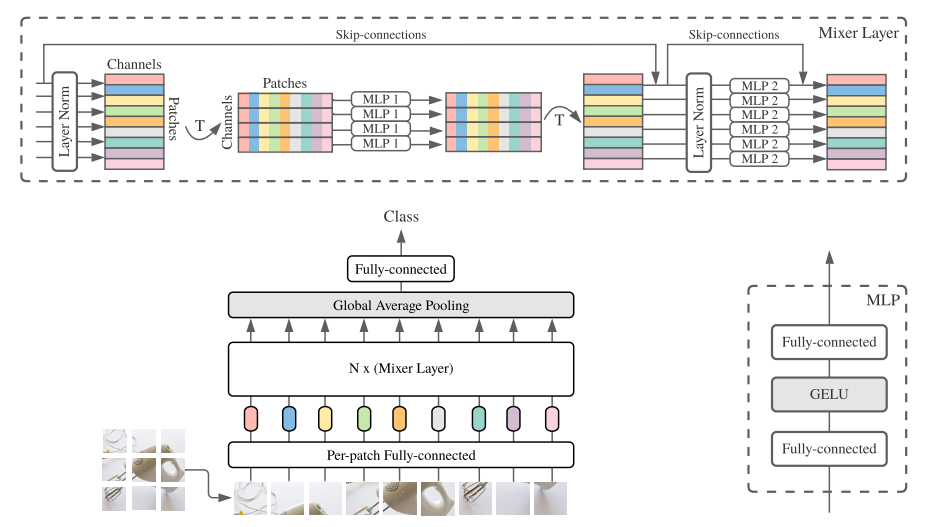 Skip-connections
Skip-connections
Mixer Layer
Channels
Layer Norm
Patches
T
Patches
Channels
MLP 1
MLP 1
MLP 1
MLP 1
T
Layer Norm
MLP 2
MLP 2
MLP 2
MLP 2
MLP 2
MLP 2
Class
Fully-connected
Global Average Pooling
N x (Mixer Layer)
Per-patch Fully-connected
MLP
Fully-connected
GELU
Fully-connected